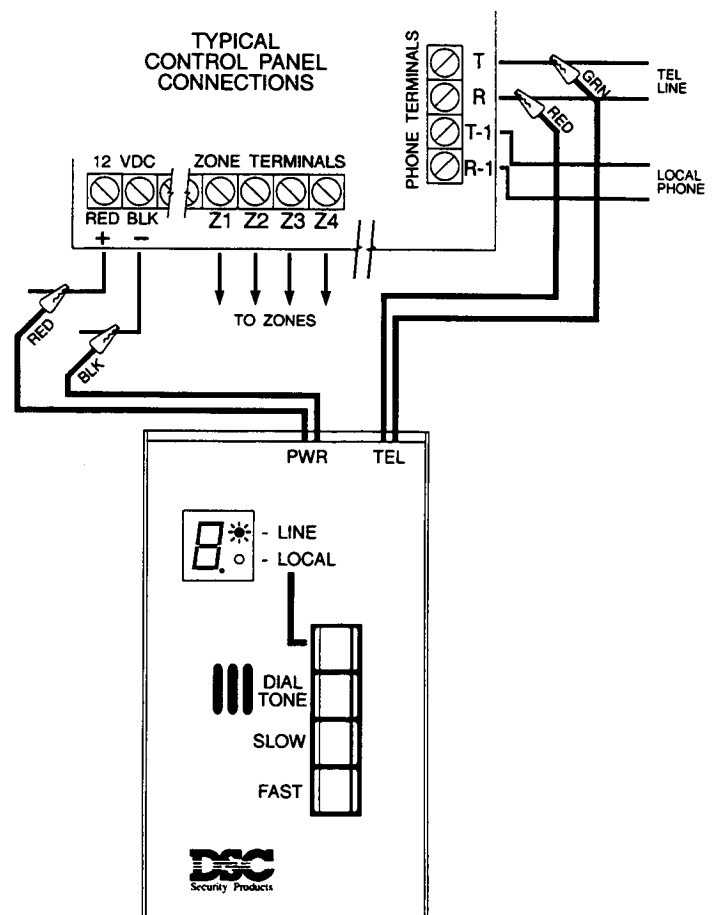 TYPICAL
CONTROL PANEL
CONNECTIONS
PHONE TERMINALS
T
R
T-1
R-1
GRN
RED
TEL
LINE
LOCAL
PHONE
12 VDC
ZONE TERMINALS
RED BLK
Z1 Z2 Z3 Z4
+ -
TO ZONES
RED
BLK
PWR TEL
8.
- LINE
- LOCAL
DIAL
TONE
SLOW
FAST
DSC
Security Products